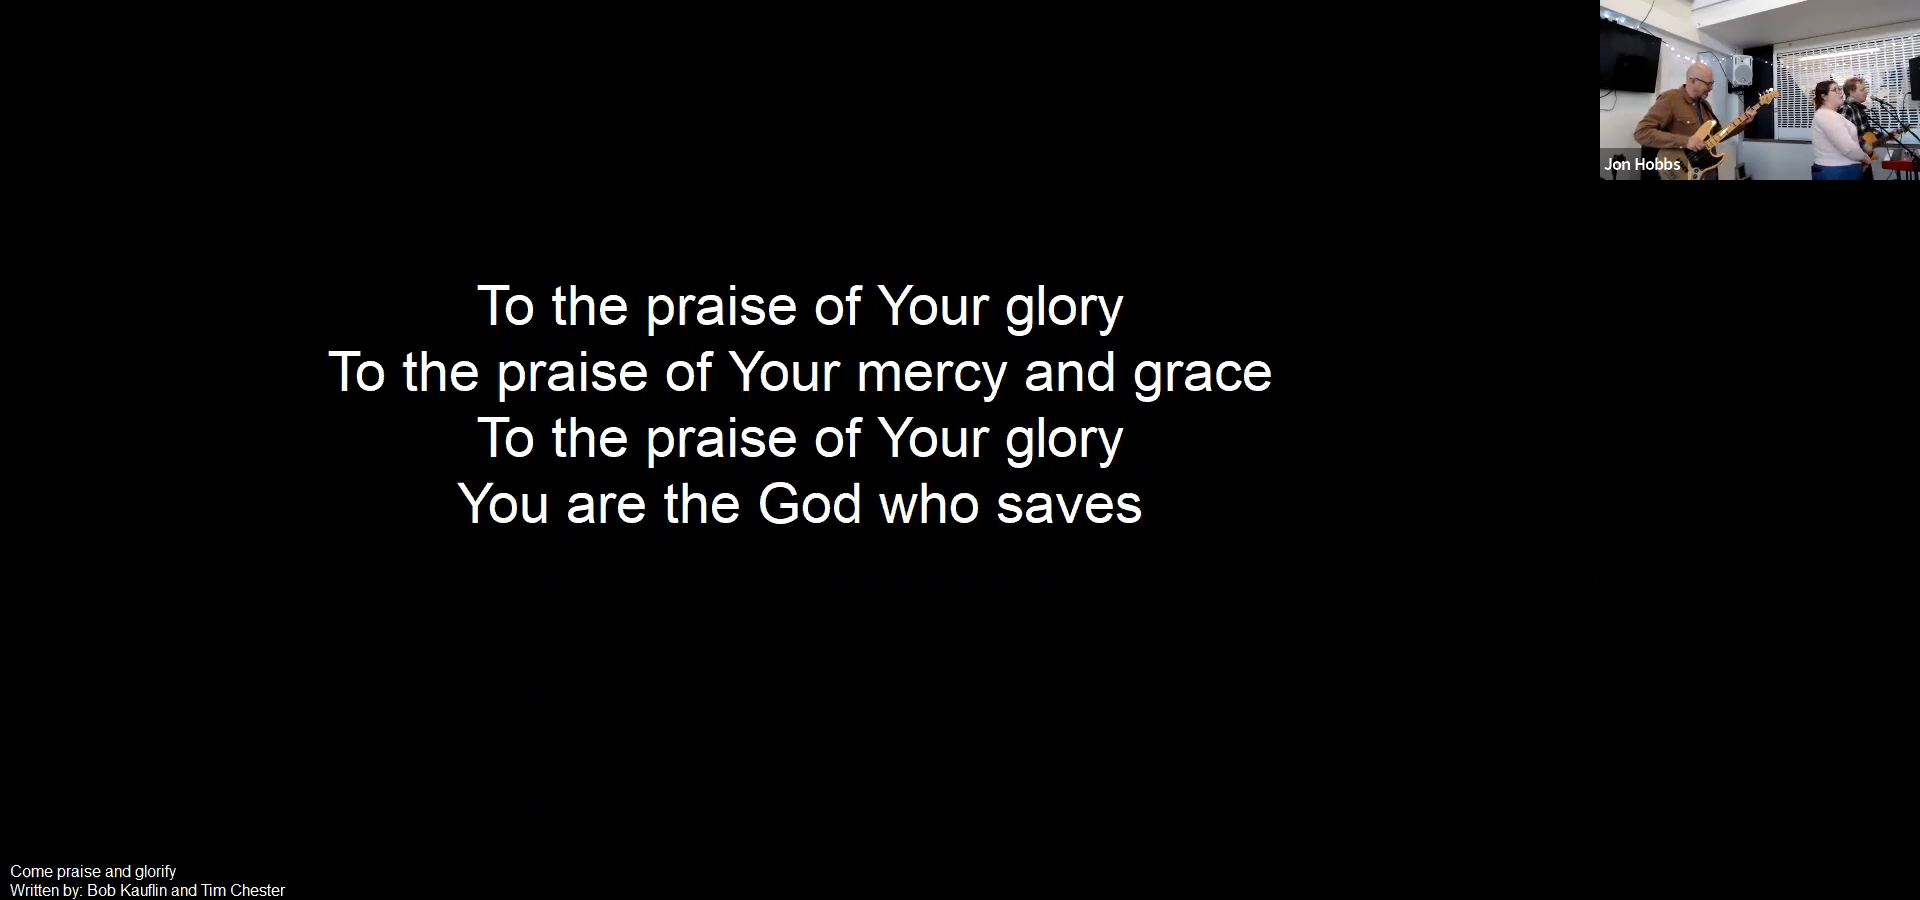 To the praise of Your glory
To the praise of Your mercy and grace
To the praise of Your glory
You are the God who saves
Jon Hobbs
Come praise and glorify
Written by: Bob Kauflin and Tim Chester